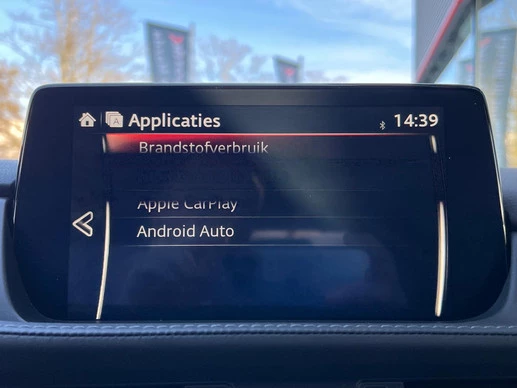 Applicaties
14:39
Brandstofverbruik
Apple CarPlay
Android Auto